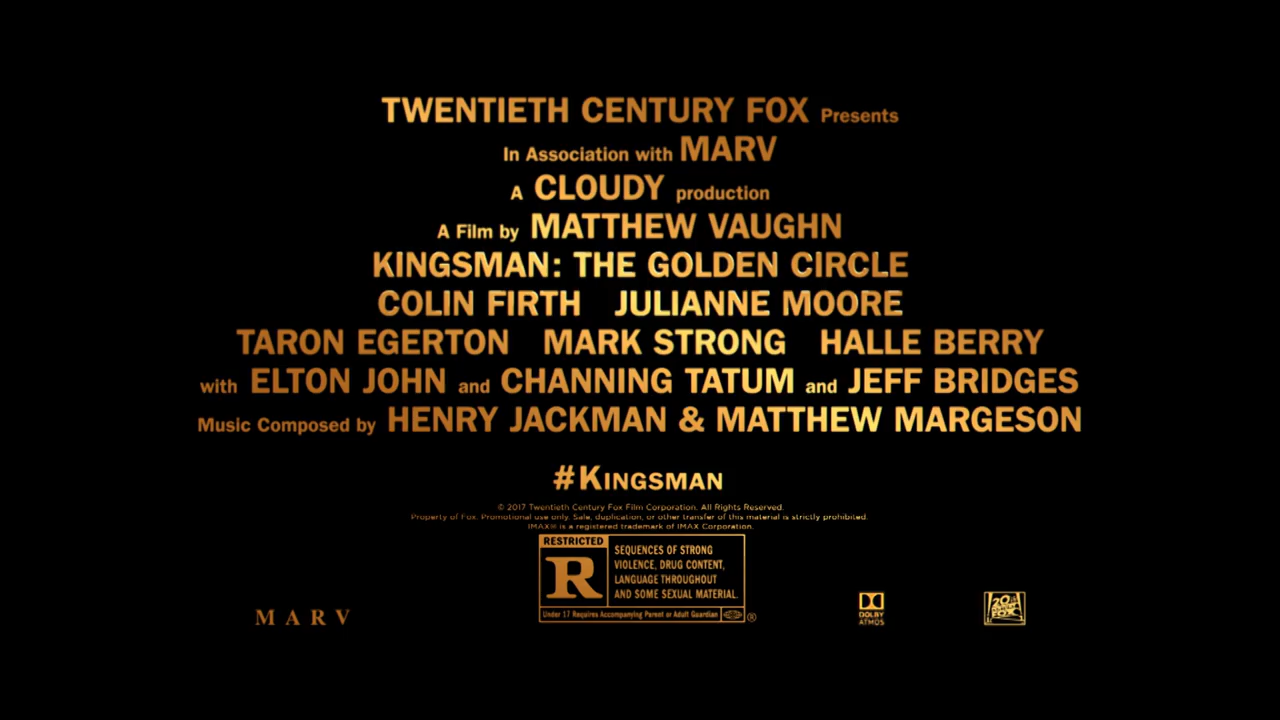 TWENTIETH CENTURY FOX Presents
In Association with MARV
A CLOUDY production
A Film by MATTHEW VAUGHN
KINGSMAN: THE GOLDEN CIRCLE
COLIN FIRTH JULIANNE MOORE
TARON EGERTON MARK STRONG HALLE BERRY
with ELTON JOHN and CHANNING TATUM and JEFF BRIDGES
Music Composed by HENRY JACKMAN & MATTHEW MARGESON
#KINGSMAN
© 2017 Twentieth Century Fox Film Corporation. All Rights Reserved.
Property of Fox. Promotional use only. Sale, duplication, or other transfer of this material is strictly prohibited.
IMAX® is a registered trademark of IMAX Corporation.
RESTRICTED
R
SEQUENCES OF STRONG
VIOLENCE, DRUG CONTENT,
LANGUAGE THROUGHOUT
AND SOME SEXUAL MATERIAL.
Under 17 Requires Accompanying Parent or Adult Guardian ®
MARV
DOLBY
ATMOS
20th
CENTURY
FOX